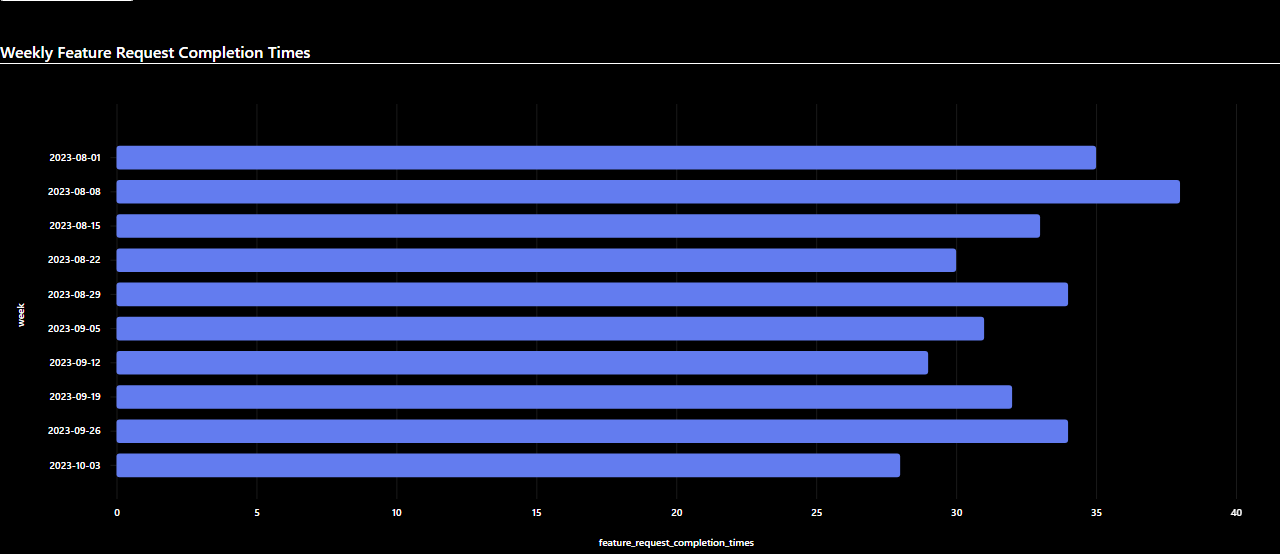 Weekly Feature Request Completion Times
2023-08-01
2023-08-08
2023-08-15
2023-08-22
2023-08-29
2023-09-05
2023-09-12
2023-09-19
2023-09-26
2023-10-03
week
0 5 10 15 20 25 30 35 40
feature_request_completion_times